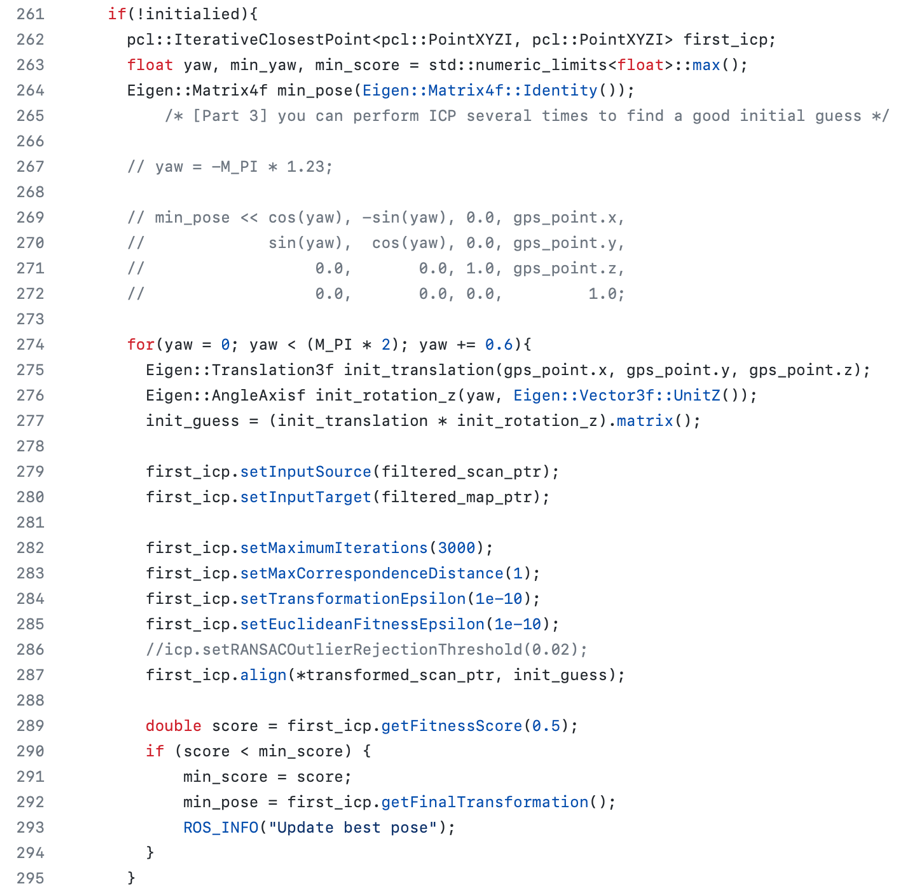 261 if(!initialied){
262 pcl::IterativeClosestPoint<pcl::PointXYZI, pcl::PointXYZI> first_icp;
263 float yaw, min_yaw, min_score = std::numeric_limits<float>::max();
264 Eigen::Matrix4f min_pose(Eigen::Matrix4f::Identity());
265 /* [Part 3] you can perform ICP several times to find a good initial guess */
266
267 // yaw = -M_PI * 1.23;
268
269 // min_pose << cos(yaw), -sin(yaw), 0.0, gps_point.x,
270 // sin(yaw), cos(yaw), 0.0, gps_point.y,
271 // 0.0, 0.0, 1.0, gps_point.z,
272 // 0.0, 0.0, 0.0, 1.0;
273
274 for(yaw = 0; yaw < (M_PI * 2); yaw += 0.6){
275 Eigen::Translation3f init_translation(gps_point.x, gps_point.y, gps_point.z);
276 Eigen::AngleAxisf init_rotation_z(yaw, Eigen::Vector3f::UnitZ());
277 init_guess = (init_translation * init_rotation_z).matrix();
278
279 first_icp.setInputSource(filtered_scan_ptr);
280 first_icp.setInputTarget(filtered_map_ptr);
281
282 first_icp.setMaximumIterations(3000);
283 first_icp.setMaxCorrespondenceDistance(1);
284 first_icp.setTransformationEpsilon(1e-10);
285 first_icp.setEuclideanFitnessEpsilon(1e-10);
286 //icp.setRANSACOutlierRejectionThreshold(0.02);
287 first_icp.align(*transformed_scan_ptr, init_guess);
288
289 double score = first_icp.getFitnessScore(0.5);
290 if (score < min_score) {
291 min_score = score;
292 min_pose = first_icp.getFinalTransformation();
293 ROS_INFO("Update best pose");
294 }
295 }